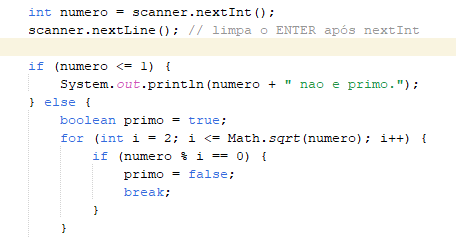 int numero = scanner.nextInt();
scanner.nextLine(); // limpa o ENTER após nextInt
if (numero <= 1) {
System.out.println(numero + " nao e primo.");
} else {
boolean primo = true;
for (int i = 2; i <= Math.sqrt(numero); i++) {
if (numero % i == 0) {
primo = false;
break;
}
}